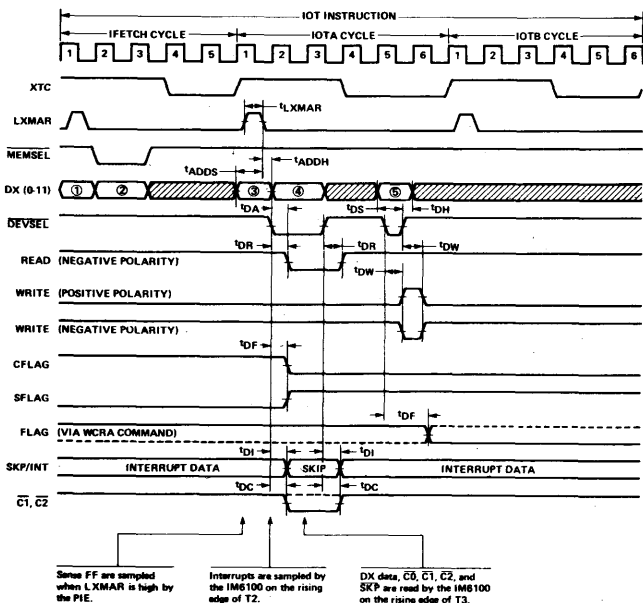 IOT INSTRUCTION
IFETCH CYCLE IOTA CYCLE IOTB CYCLE
1 2 3 4 5 1 2 3 4 5 6 1 2 3 4 5 6
XTC
tLXMAR
LXMAR
MEMSEL
tADDS tADDH
DX (0-11) ① ② ③ ④ ⑤
tDA tDS tDH
DEVSEL
tDR tDR tDW
READ (NEGATIVE POLARITY)
tDW
WRITE (POSITIVE POLARITY)
WRITE (NEGATIVE POLARITY)
tDF
CFLAG
SFLAG
tDF
FLAG (VIA WCRA COMMAND)
tDI tDI
SKP/INT INTERRUPT DATA SKIP INTERRUPT DATA
tDC tDC
C1, C2
Sense FF are sampled
when LXMAR is high by
the PIE.
Interrupts are sampled by
the IM6100 on the rising
edge of T2.
DX data, C0, C1, C2, and
SKP are read by the IM6100
on the rising edge of T3.